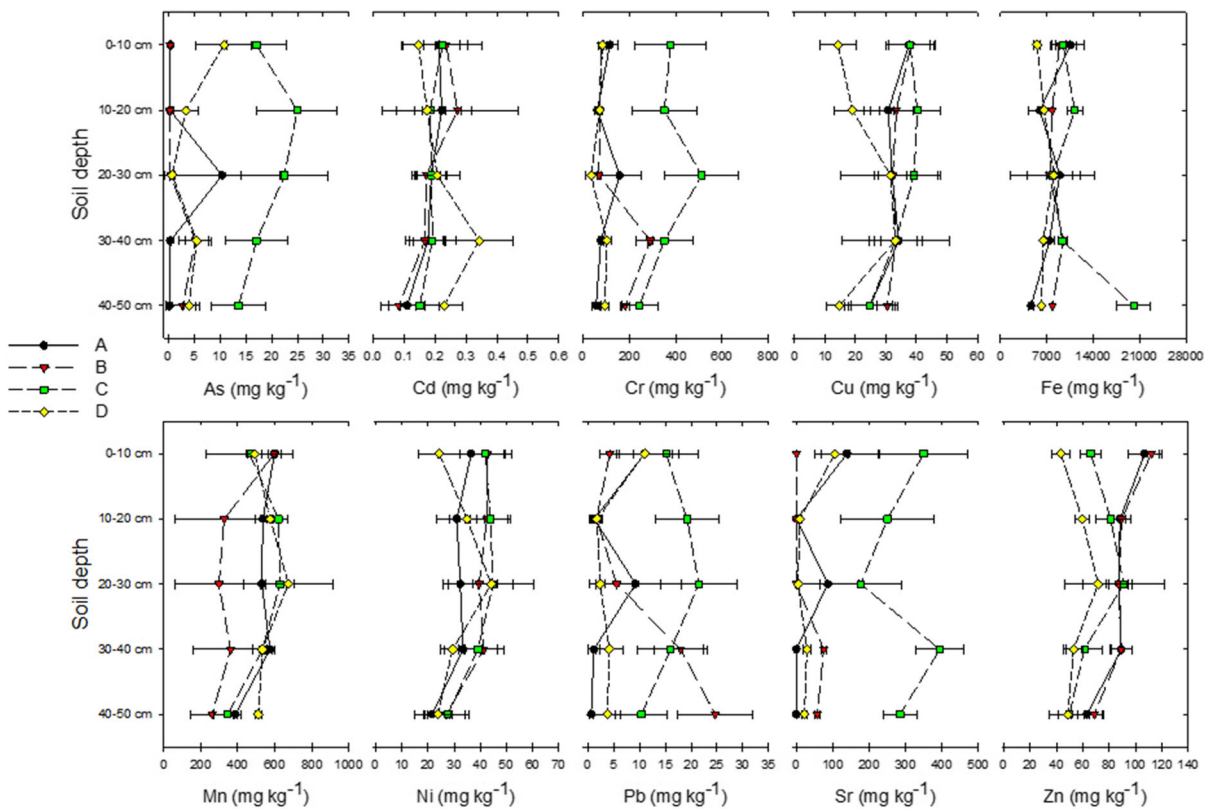 Soil depth
0-10 cm
10-20 cm
20-30 cm
30-40 cm
40-50 cm
0 5 10 15 20 25 30 35
0.0 0.1 0.2 0.3 0.4 0.5 0.6
0 200 400 600 800
0 10 20 30 40 50 60
0 7000 14000 21000 28000
As (mg kg⁻¹)
Cd (mg kg⁻¹)
Cr (mg kg⁻¹)
Cu (mg kg⁻¹)
Fe (mg kg⁻¹)
A
B
C
D
Soil depth
0-10 cm
10-20 cm
20-30 cm
30-40 cm
40-50 cm
0 200 400 600 800 1000
0 10 20 30 40 50 60 70
0 5 10 15 20 25 30 35
0 100 200 300 400 500
0 20 40 60 80 100 120 140
Mn (mg kg⁻¹)
Ni (mg kg⁻¹)
Pb (mg kg⁻¹)
Sr (mg kg⁻¹)
Zn (mg kg⁻¹)